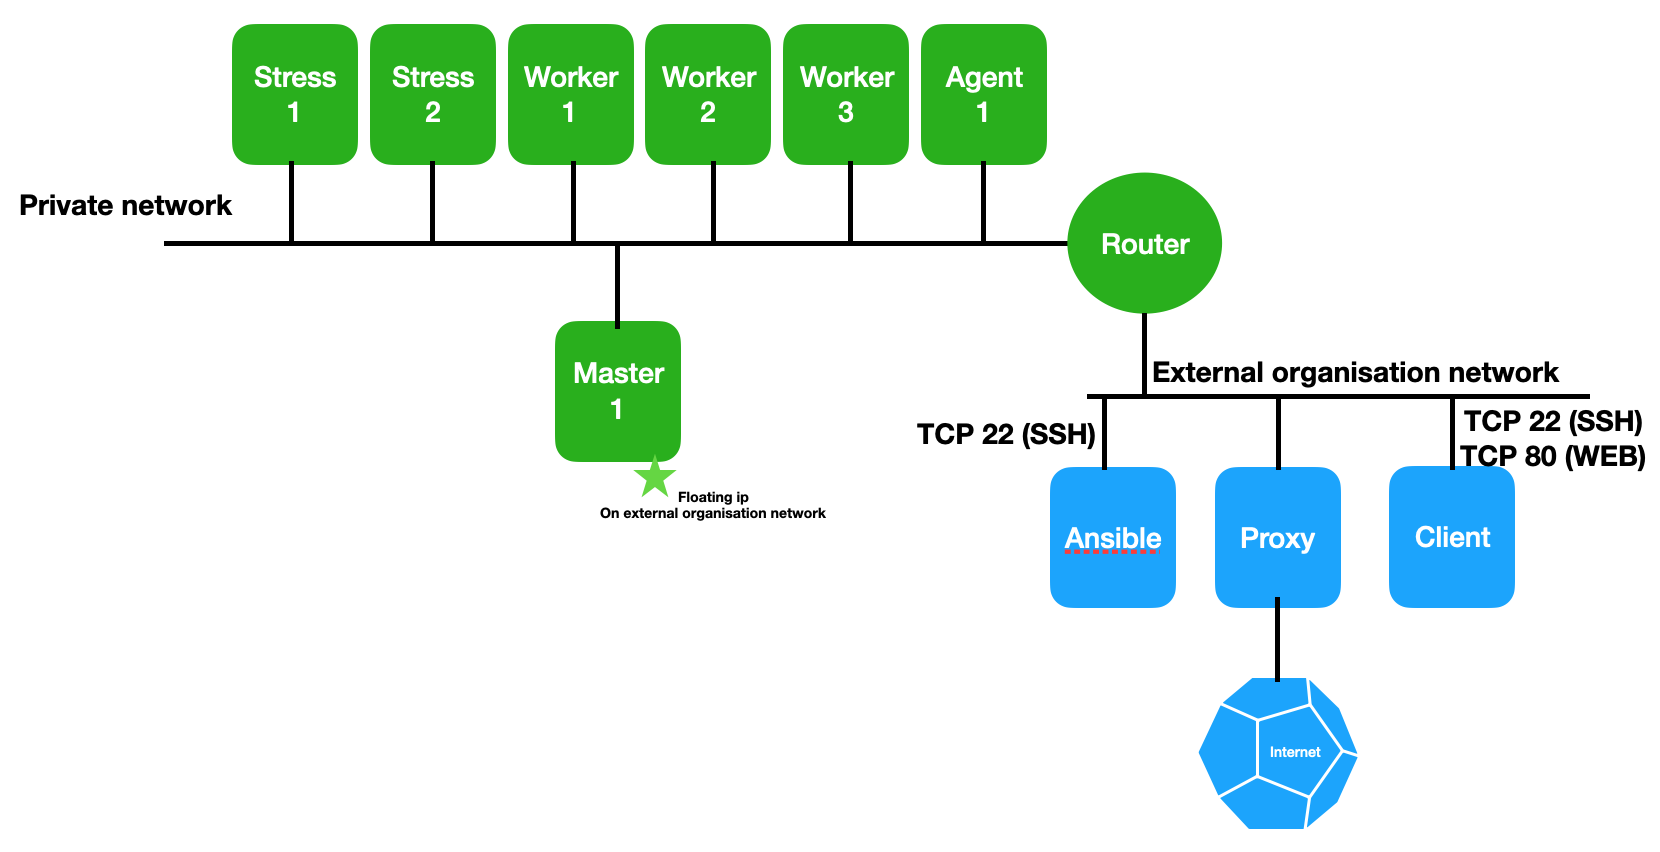 Stress
1
Stress
2
Worker
1
Worker
2
Worker
3
Agent
1
Private network
Router
Master
1
Floating ip
On external organisation network
External organisation network
TCP 22 (SSH)
TCP 22 (SSH)
TCP 80 (WEB)
Ansible
Proxy
Client
Internet